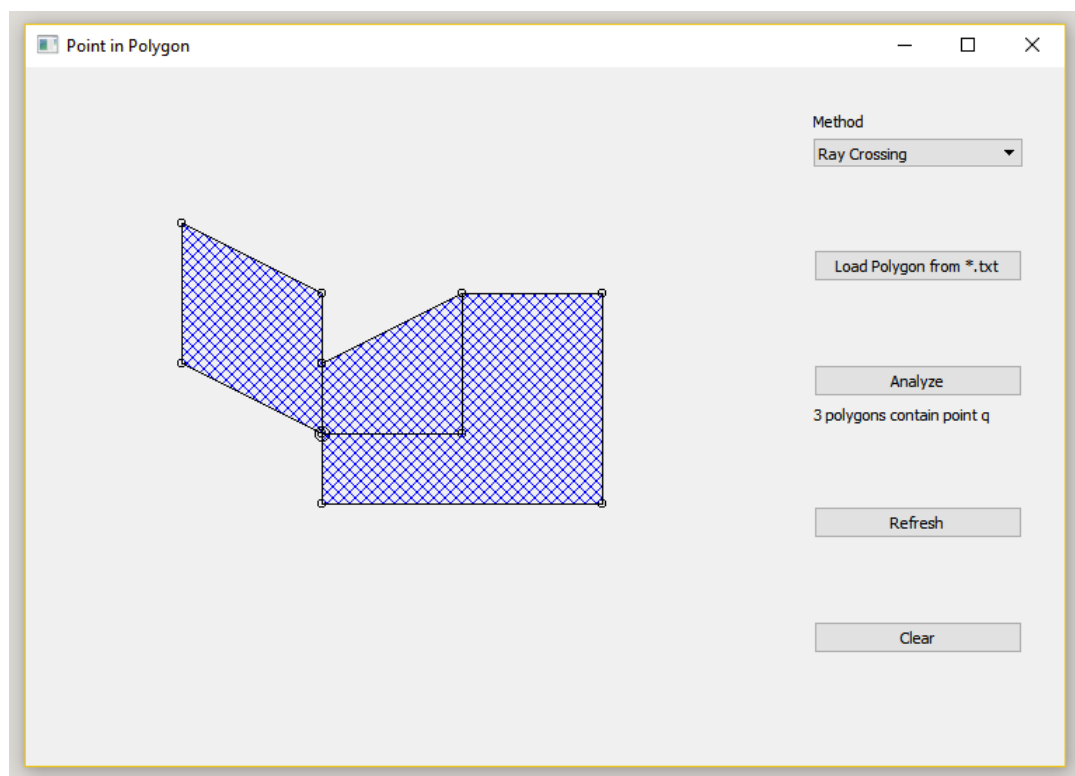 Point in Polygon
Method
Ray Crossing
Load Polygon from *.txt
Analyze
3 polygons contain point q
Refresh
Clear